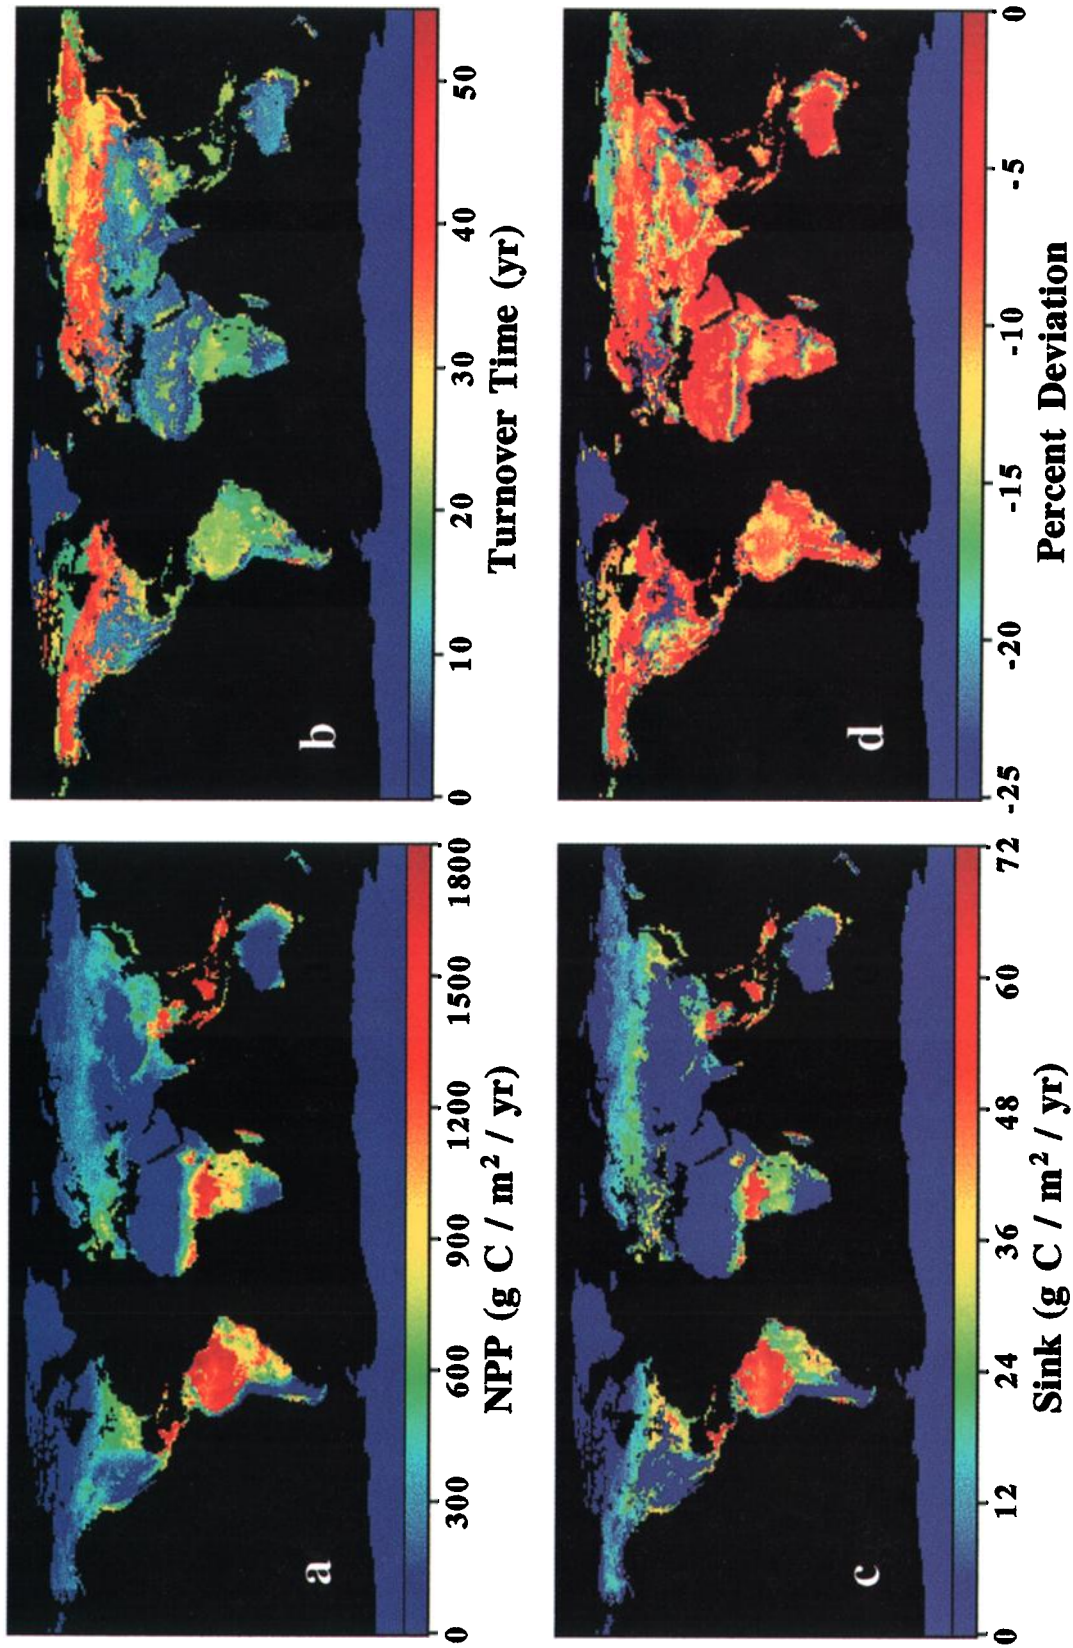 a
0 300 600 900 1200 1500 1800
NPP (g C / m² / yr)
b
0 10 20 30 40 50
Turnover Time (yr)
c
0 12 24 36 48 60 72
Sink (g C / m² / yr)
d
-25 -20 -15 -10 -5 0
Percent Deviation